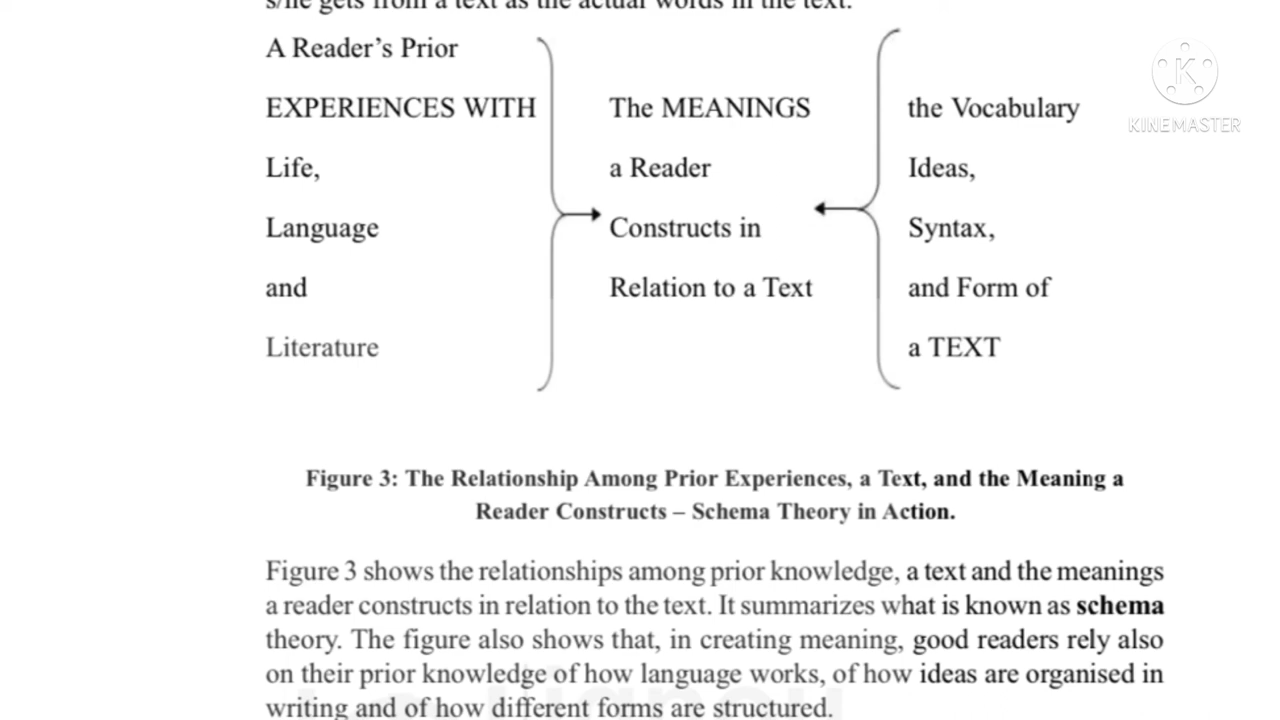 s/he gets from a text as the actual words in the text.
A Reader's Prior
EXPERIENCES WITH
Life,
Language
and
Literature
The MEANINGS
a Reader
Constructs in
Relation to a Text
the Vocabulary
Ideas,
Syntax,
and Form of
a TEXT
K
KINEMASTER
Figure 3: The Relationship Among Prior Experiences, a Text, and the Meaning a
Reader Constructs – Schema Theory in Action.
Figure 3 shows the relationships among prior knowledge, a text and the meanings
a reader constructs in relation to the text. It summarizes what is known as schema
theory. The figure also shows that, in creating meaning, good readers rely also
on their prior knowledge of how language works, of how ideas are organised in
writing and of how different forms are structured.